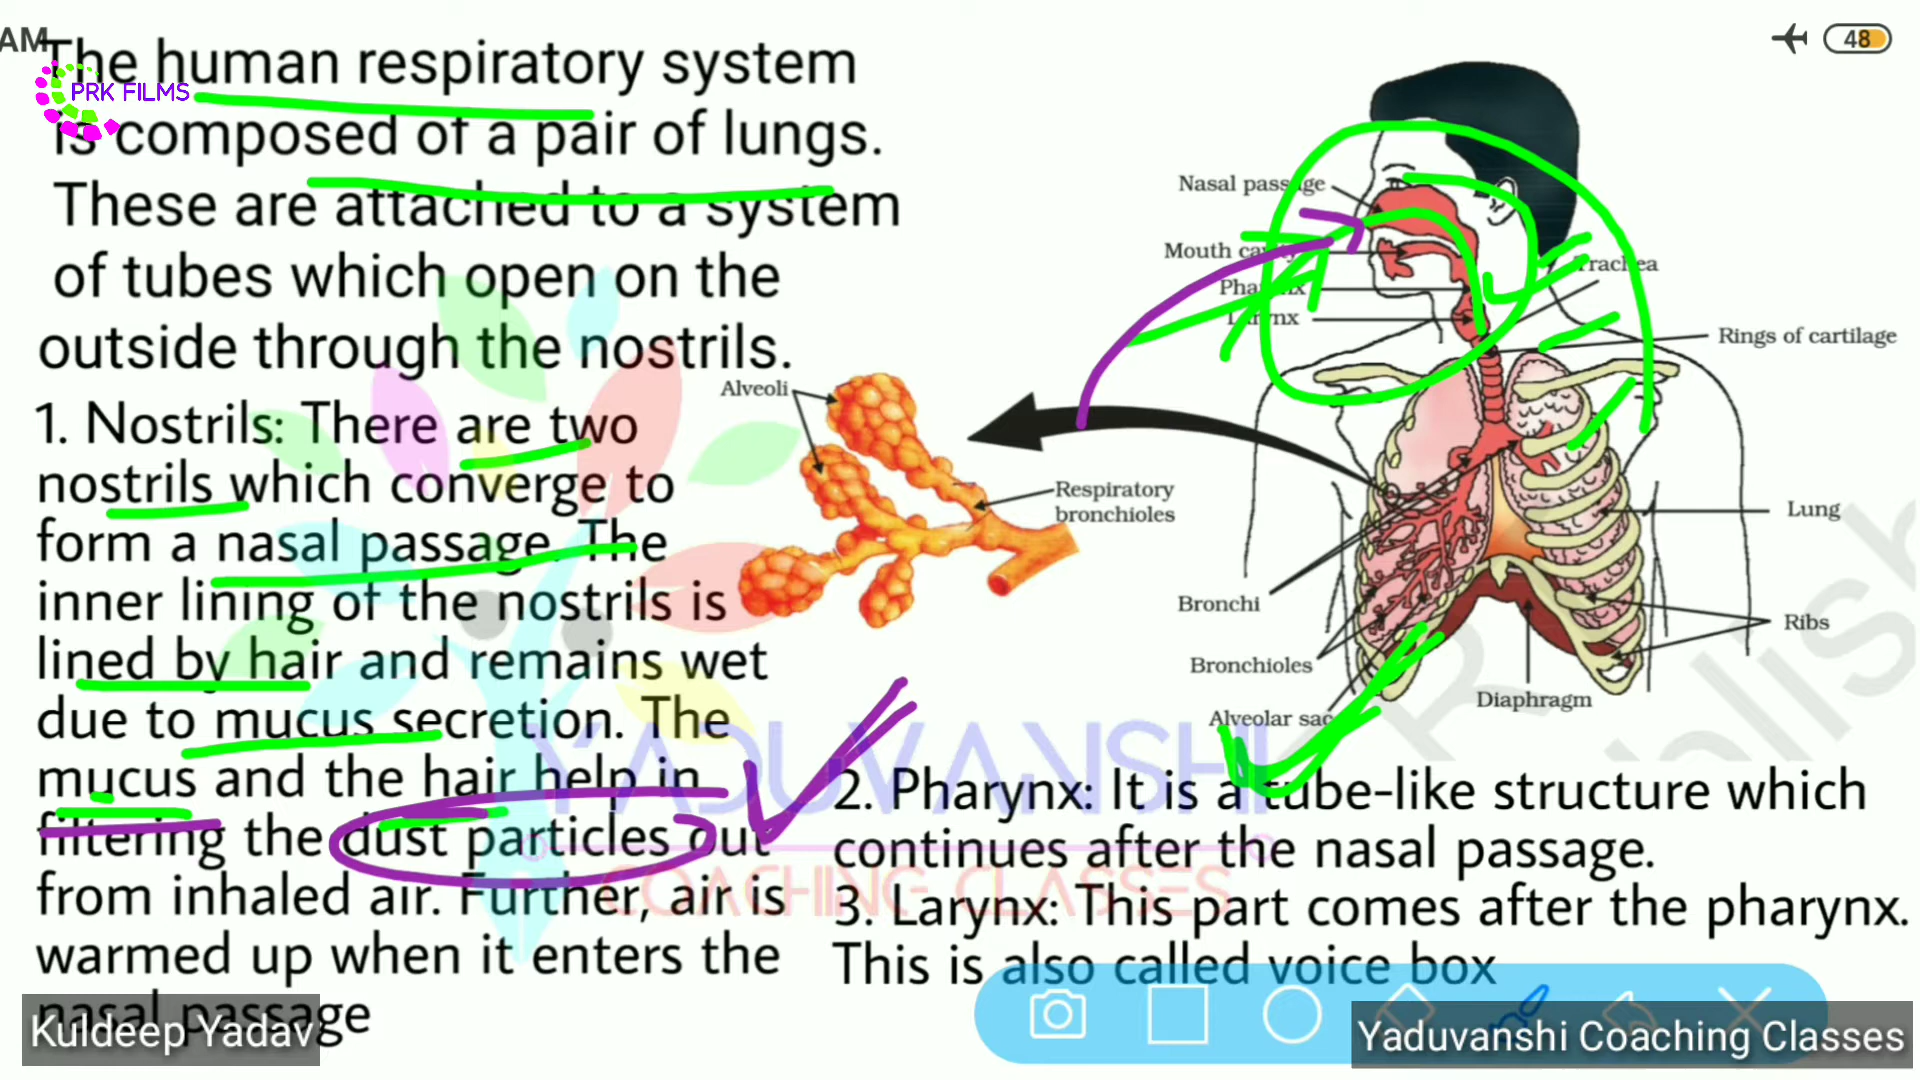 AM
48
PRK FILMS
The human respiratory system
is composed of a pair of lungs.
These are attached to a system
of tubes which open on the
outside through the nostrils.
1. Nostrils: There are two
nostrils which converge to
form a nasal passage. The
inner lining of the nostrils is
lined by hair and remains wet
due to mucus secretion. The
mucus and the hair help in
filtering the dust particles out
from inhaled air. Further, air is
warmed up when it enters the
nasal passage
Nasal passage
Mouth cavity
Pharynx
Larynx
Trachea
Rings of cartilage
Alveoli
Respiratory
bronchioles
Lung
Bronchi
Ribs
Bronchioles
Diaphragm
Alveolar sac
YADUVANSHI
COACHING CLASSES
2. Pharynx: It is a tube-like structure which
continues after the nasal passage.
3. Larynx: This part comes after the pharynx.
This is also called voice box
Kuldeep Yadav
Yaduvanshi Coaching Classes